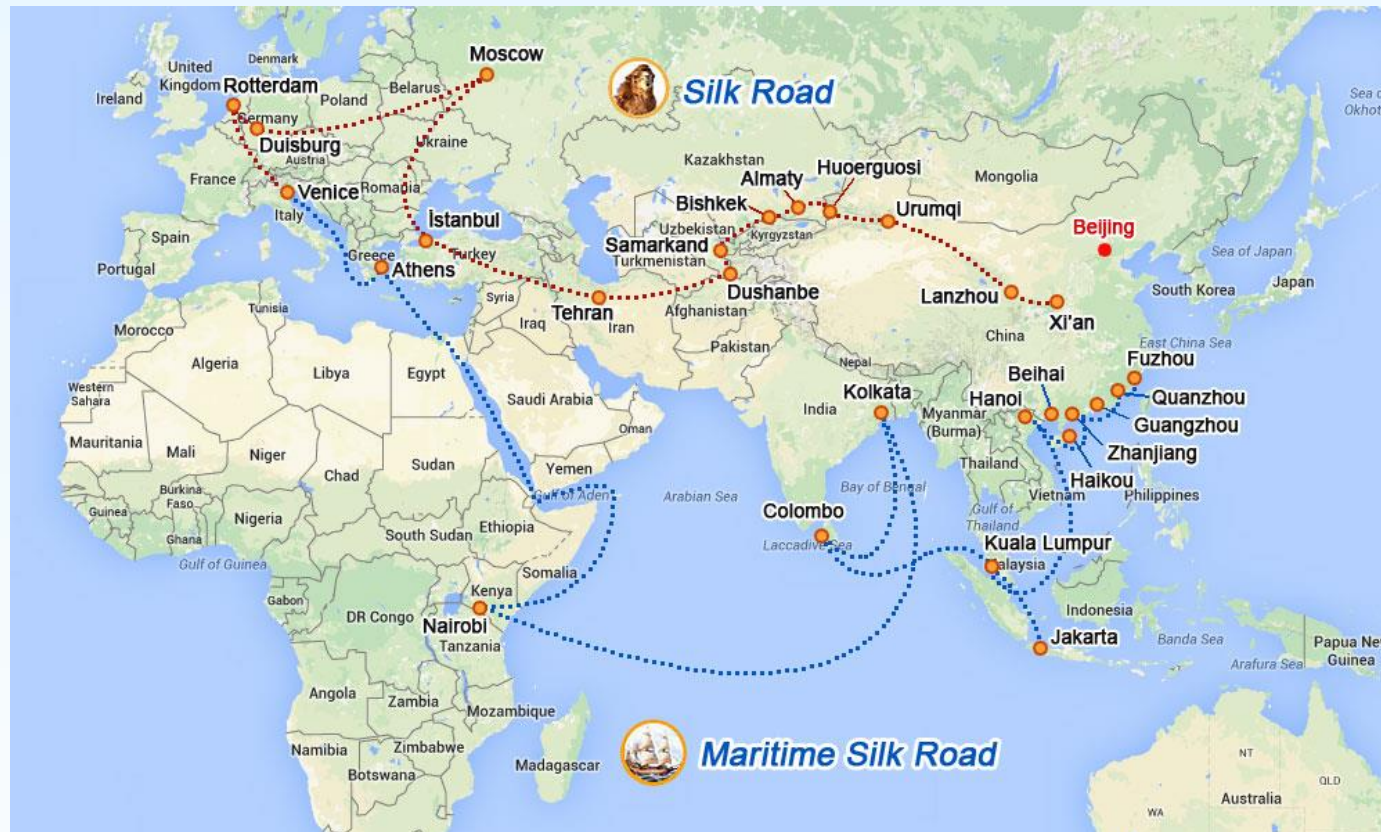 Moscow
Denmark
United
Kingdom
Rotterdam
Ireland
Belarus
Poland
Germany
Silk Road
Sea o
Okhot
Duisburg
Ukraine
Austria
France
Kazakhstan
Huoerguosi
Mongolia
Almaty
Venice
Romania
Italy
Bishkek
Urumqi
İstanbul
Uzbekistan
Kyrgyzstan
Beijing
Spain
Portugal
Greece
Turkey
Samarkand
Turkmenistan
Sea of Japan
Athens
Dushanbe
Lanzhou
South Korea
Japan
Syria
Tunisia
Tehran
Iraq
Iran
Afghanistan
Xi'an
Morocco
China
Pakistan
East China Sea
Algeria
Libya
Egypt
Nepal
Fuzhou
Western
Sahara
Saudi Arabia
Kolkata
Beihai
India
Hanoi
Quanzhou
Myanmar
(Burma)
Guangzhou
Oman
Mauritania
Mali
Niger
Chad
Sudan
Yemen
Thailand
Zhanjiang
Haikou
Burkina
Faso
Guinea
Gulf of Aden
Arabian Sea
Bay of Bengal
Vietnam
Philippines
Nigeria
Ethiopia
Colombo
Gulf of
Thailand
Ghana
South Sudan
Laccadive Sea
Kuala Lumpur
Malaysia
Gulf of Guinea
Somalia
Kenya
Gabon
DR Congo
Indonesia
Nairobi
Tanzania
Jakarta
Banda Sea
Papua New
Guinea
Arafura Sea
Angola
Zambia
Mozambique
Namibia
Zimbabwe
Botswana
Madagascar
Maritime Silk Road
NT
QLD
Australia
WA